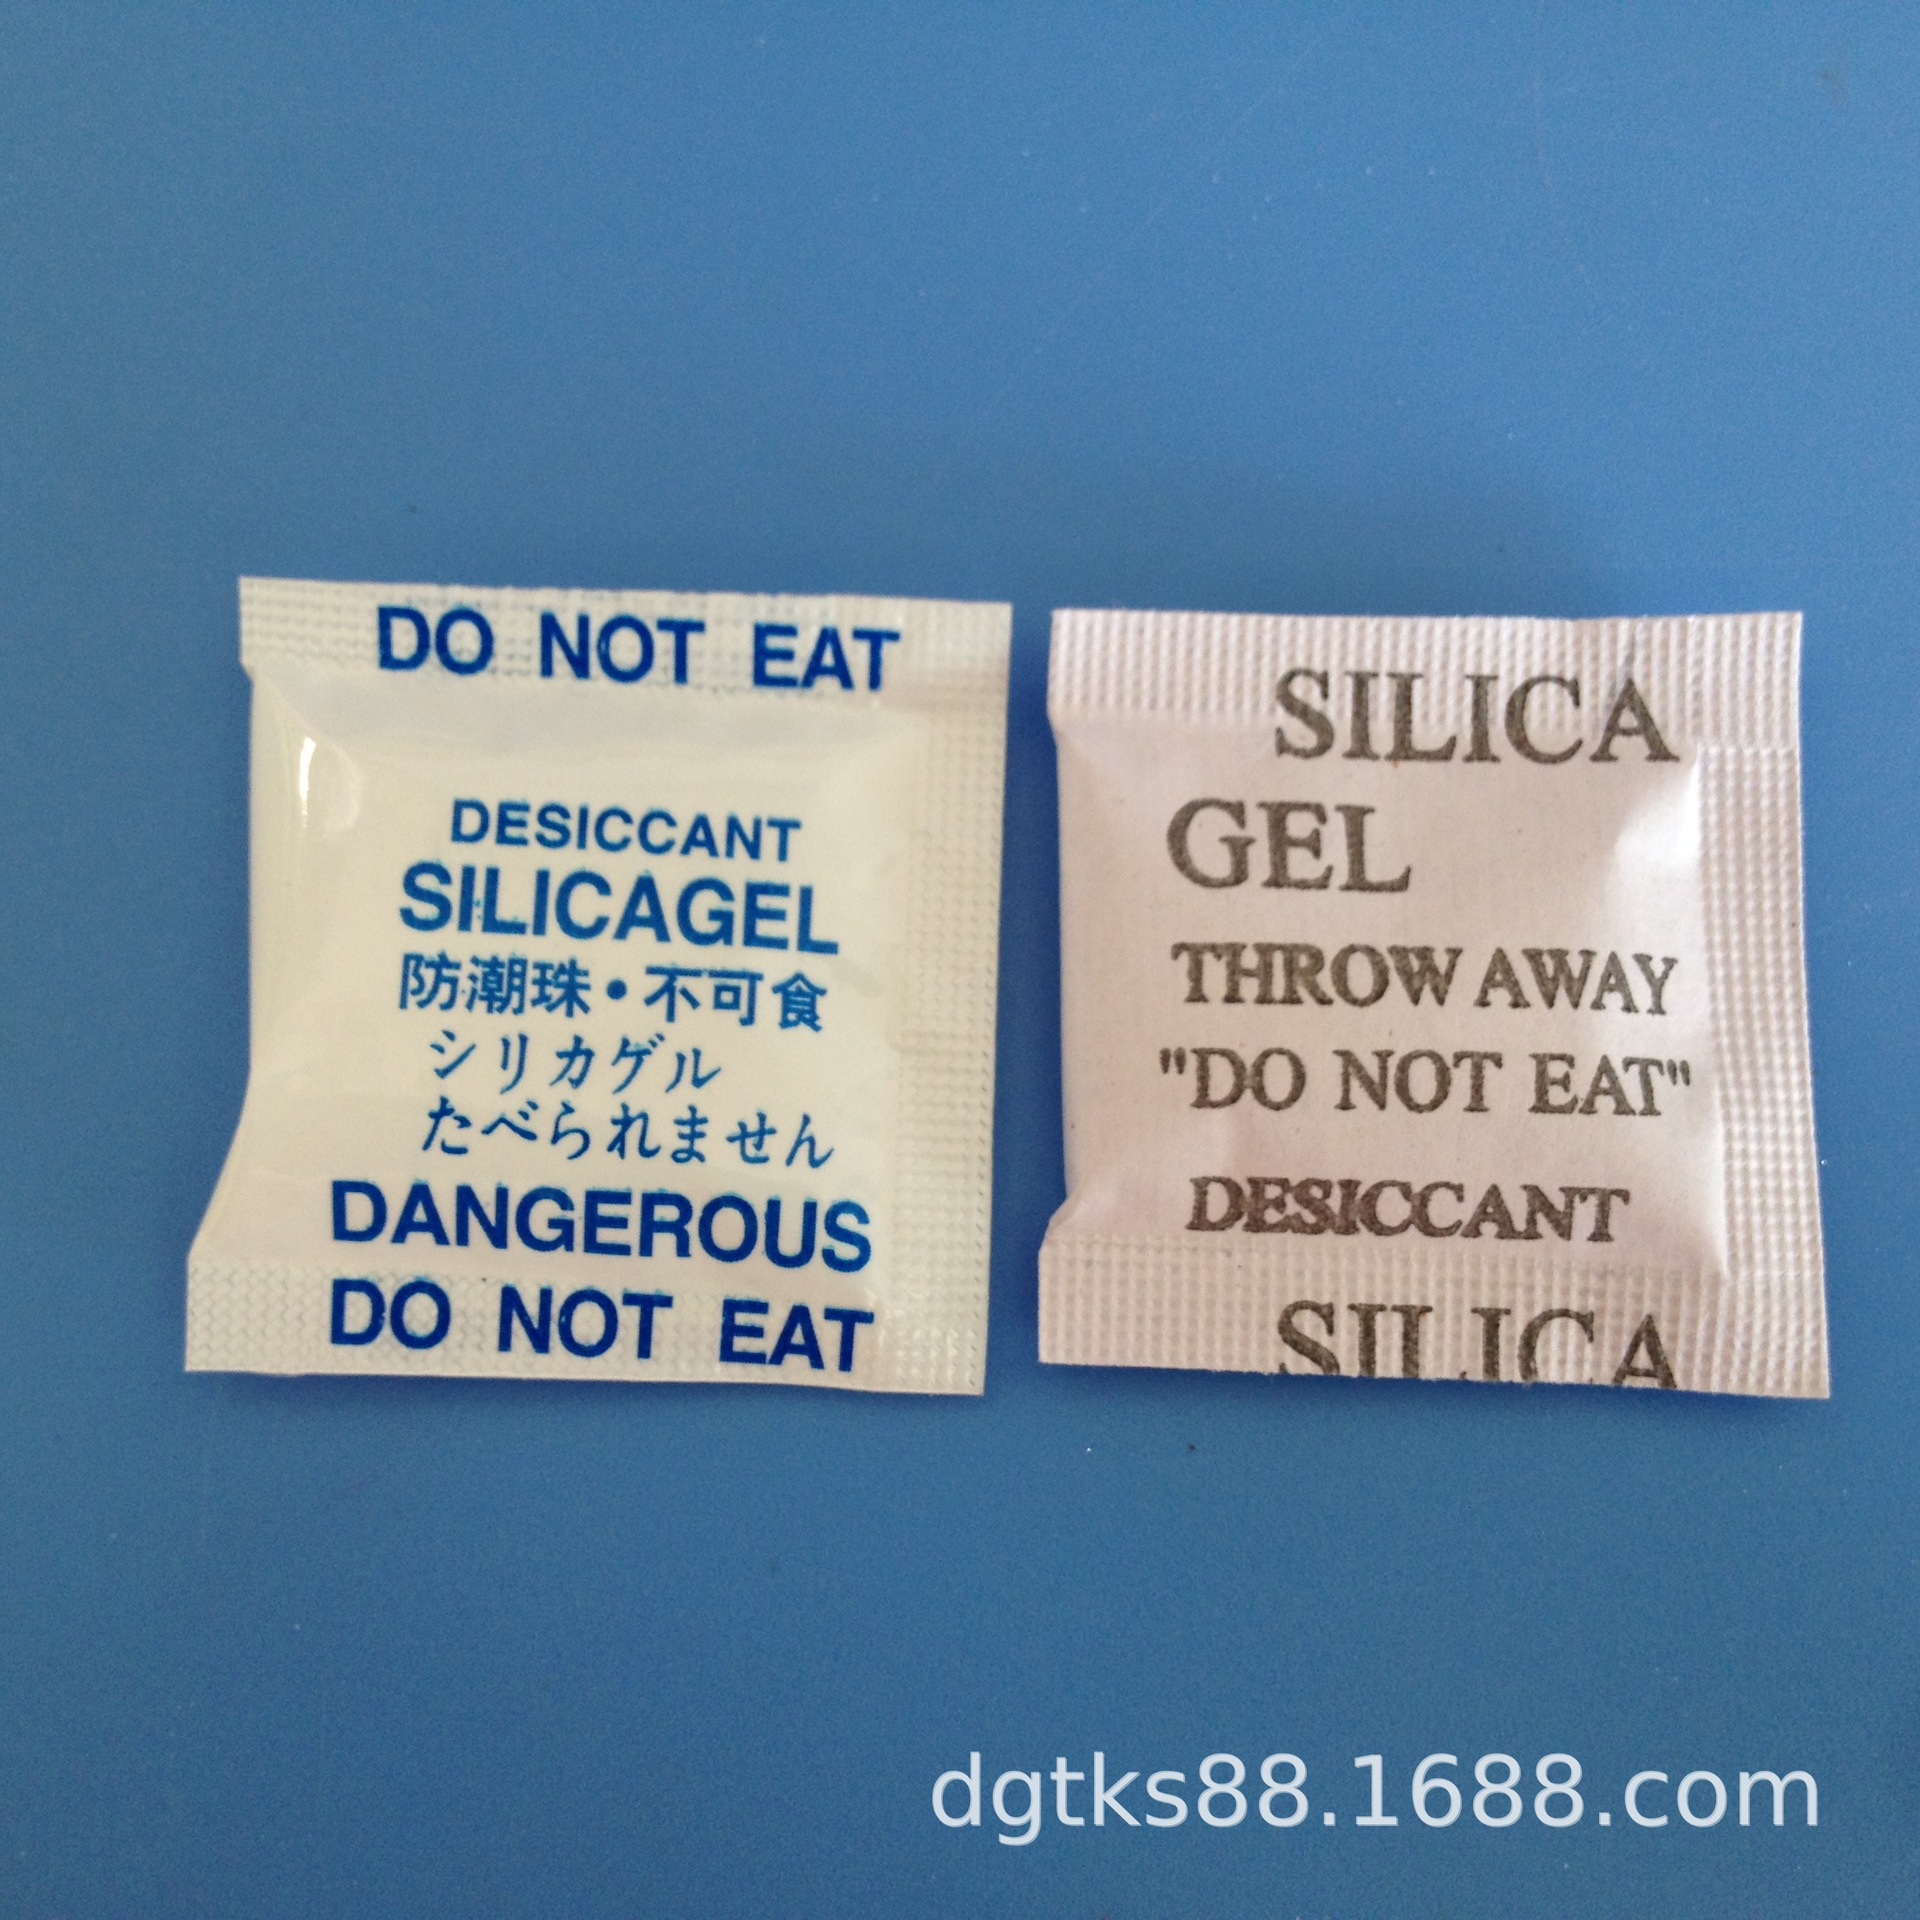 DO NOT EAT
DESICCANT
SILICAGEL
防潮珠・不可食
シリカゲル
たべられません
DANGEROUS
DO NOT EAT
SILICA
GEL
THROW AWAY
"DO NOT EAT"
DESICCANT
SILICA
dgtks88.1688.com